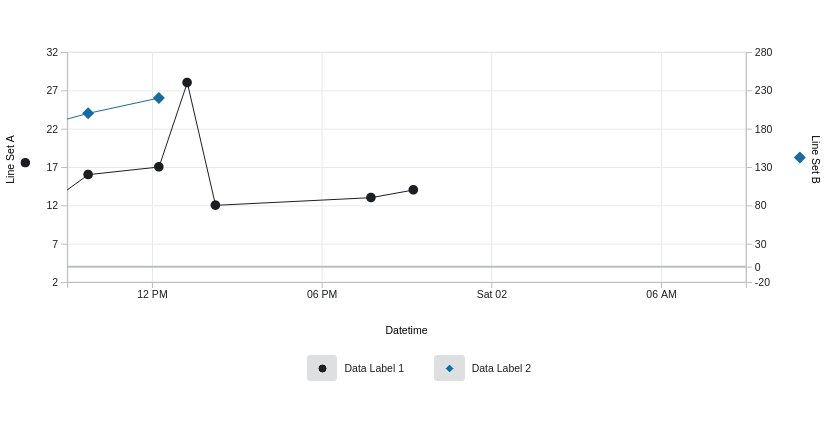 Line Set A
32
27
22
17
12
7
2
280
230
180
130
80
30
0
-20
Line Set B
12 PM
06 PM
Sat 02
06 AM
Datetime
Data Label 1
Data Label 2